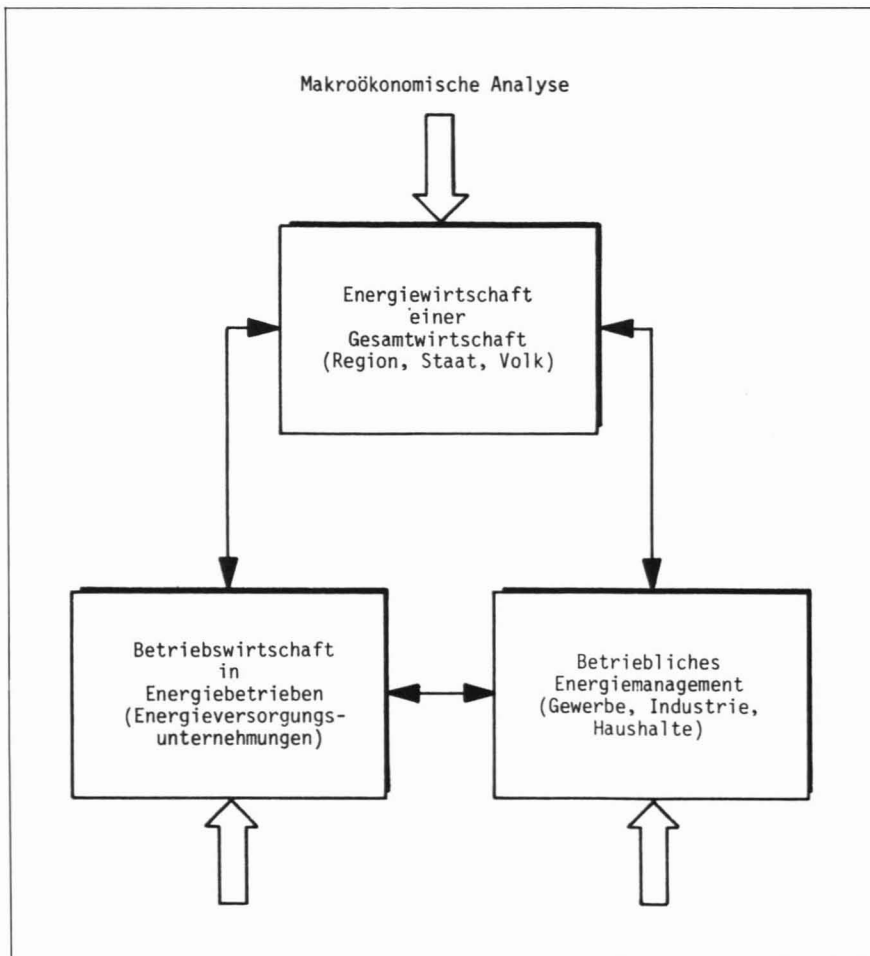 Makroökonomische Analyse
Energiewirtschaft
einer
Gesamtwirtschaft
(Region, Staat, Volk)
Betriebswirtschaft
in
Energiebetrieben
(Energieversorgungs-
unternehmungen)
Betriebliches
Energiemanagement
(Gewerbe, Industrie,
Haushalte)